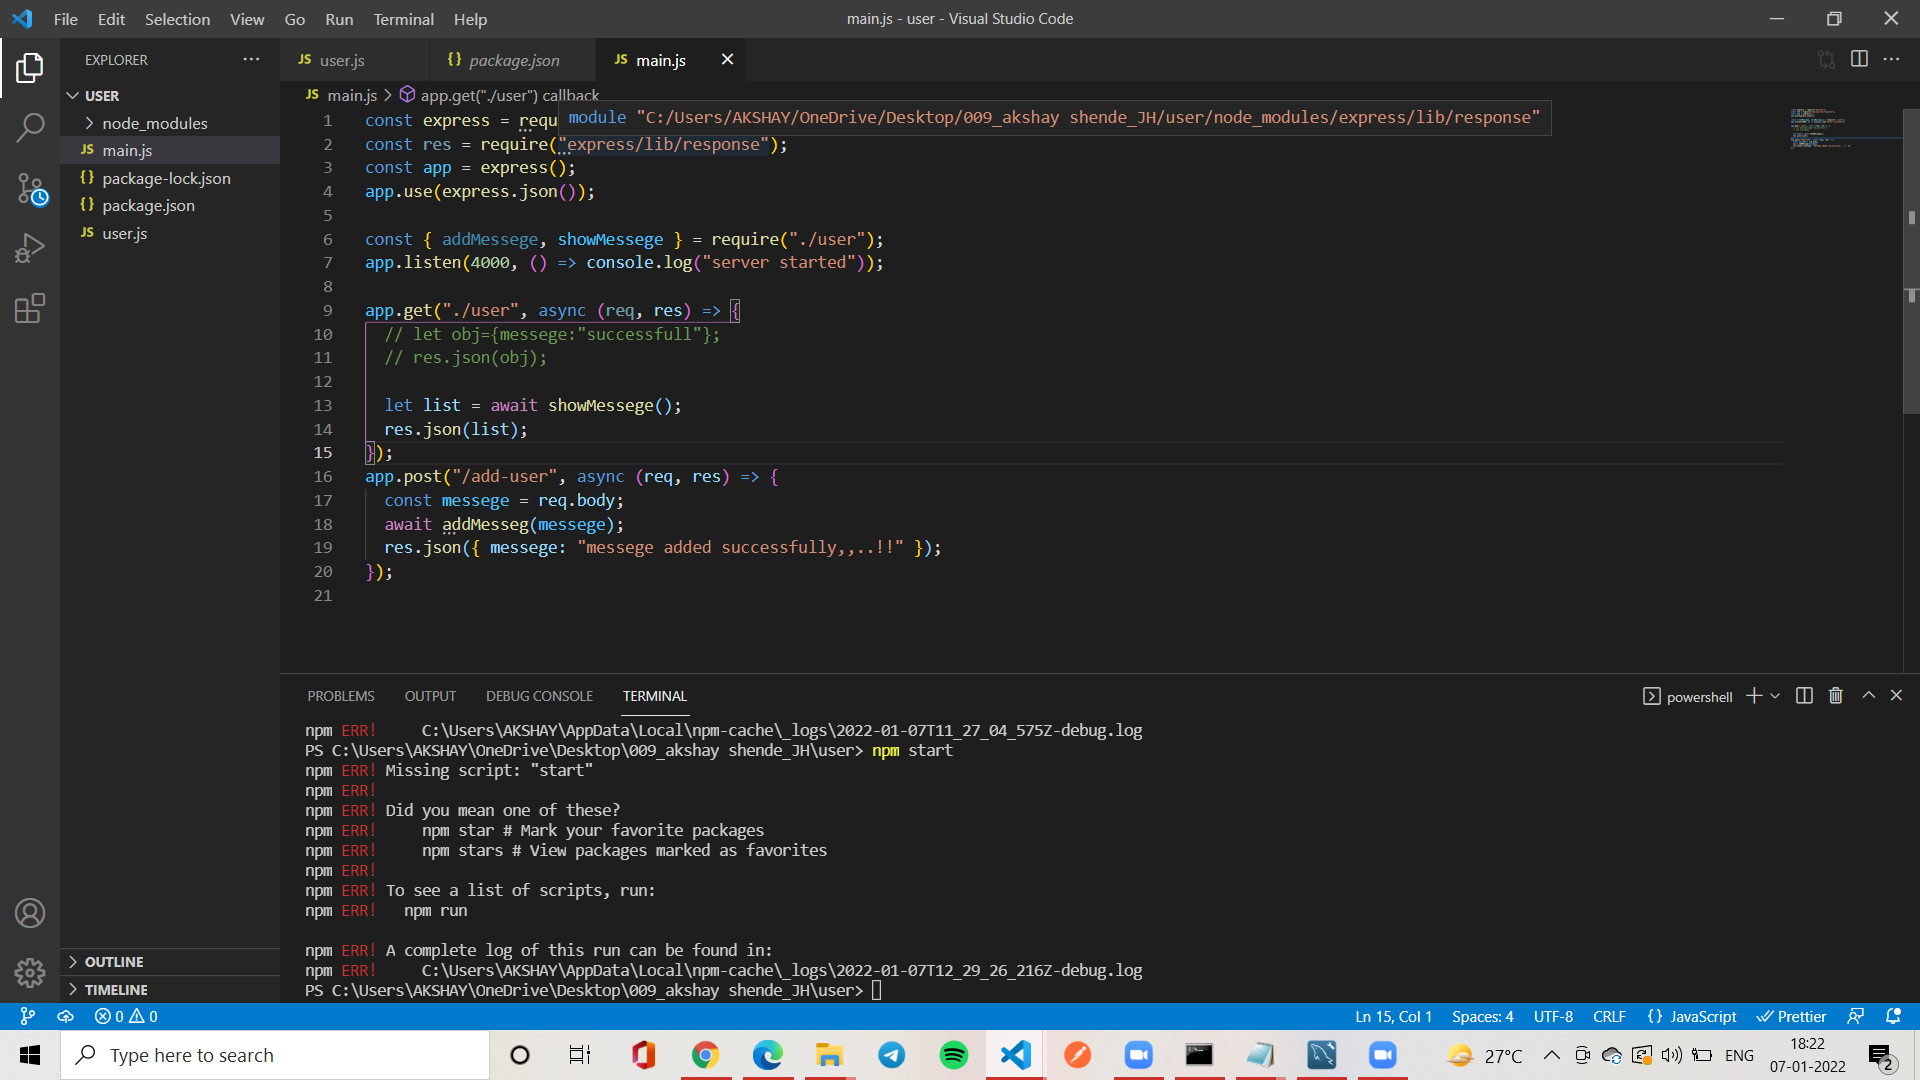 File Edit Selection View Go Run Terminal Help
main.js - user - Visual Studio Code
EXPLORER
USER
node_modules
JS main.js
{} package-lock.json
{} package.json
JS user.js
OUTLINE
TIMELINE
JS user.js
{} package.json
JS main.js
JS main.js > app.get("./user") callback
module "C:/Users/AKSHAY/OneDrive/Desktop/009_akshay shende_JH/user/node_modules/express/lib/response"
1 const express = requ
2 const res = require("express/lib/response");
3 const app = express();
4 app.use(express.json());
5
6 const { addMessege, showMessege } = require("./user");
7 app.listen(4000, () => console.log("server started"));
8
9 app.get("./user", async (req, res) => {
10 // let obj={messege:"successfull"};
11 // res.json(obj);
12
13 let list = await showMessege();
14 res.json(list);
15 });
16 app.post("/add-user", async (req, res) => {
17 const messege = req.body;
18 await addMesseg(messege);
19 res.json({ messege: "messege added successfully,,..!!" });
20 });
21
PROBLEMS OUTPUT DEBUG CONSOLE TERMINAL
powershell
npm ERR! C:\Users\AKSHAY\AppData\Local\npm-cache\_logs\2022-01-07T11_27_04_575Z-debug.log
PS C:\Users\AKSHAY\OneDrive\Desktop\009_akshay shende_JH\user> npm start
npm ERR! Missing script: "start"
npm ERR!
npm ERR! Did you mean one of these?
npm ERR! npm star # Mark your favorite packages
npm ERR! npm stars # View packages marked as favorites
npm ERR!
npm ERR! To see a list of scripts, run:
npm ERR! npm run
npm ERR! A complete log of this run can be found in:
npm ERR! C:\Users\AKSHAY\AppData\Local\npm-cache\_logs\2022-01-07T12_29_26_216Z-debug.log
PS C:\Users\AKSHAY\OneDrive\Desktop\009_akshay shende_JH\user>
0 0
Ln 15, Col 1 Spaces: 4 UTF-8 CRLF {} JavaScript Prettier
Type here to search
27°C
ENG
18:22
07-01-2022
2